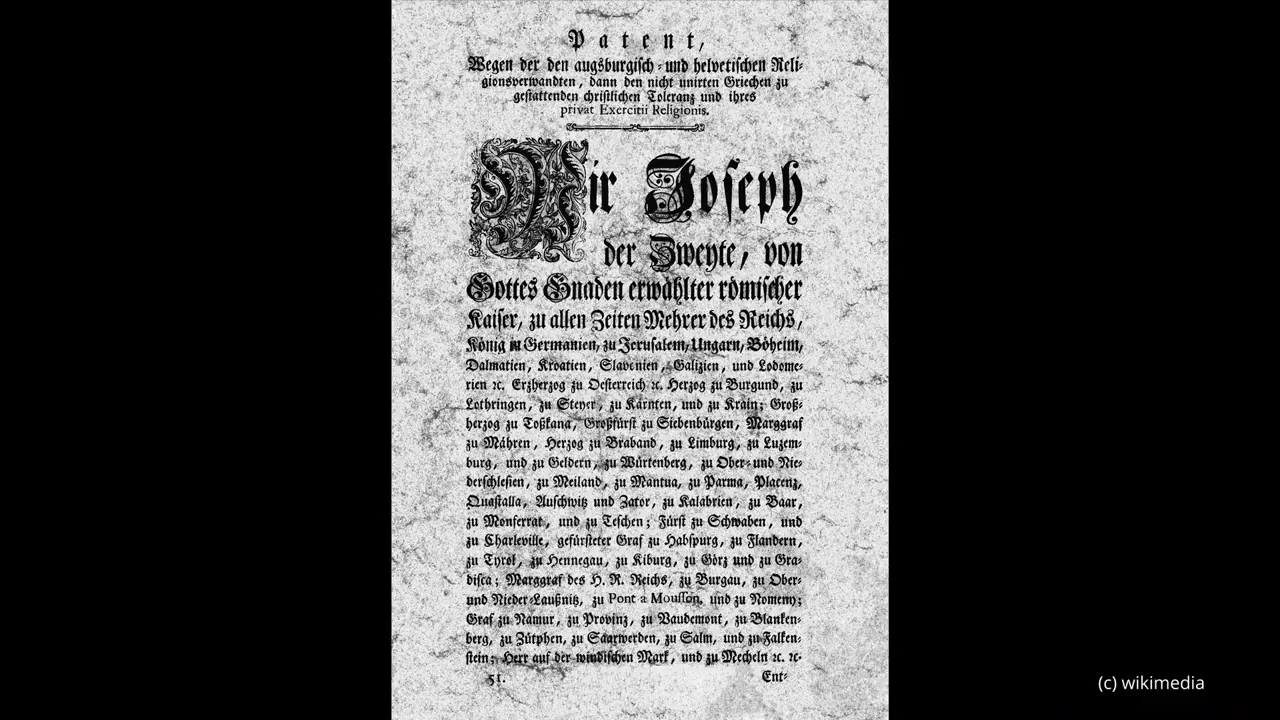 Patent,
Wegen der den augsburgisch- und helvetischen Reli-
gionsverwandten, dann den nicht unirten Griechen zu
gestattenden christlichen Toleranz und ihres
privat Exercitii Religionis.
Wir Joseph
der Zweyte, von
Gottes Gnaden erwählter römischer
Kaiser, zu allen Zeiten Mehrer des Reichs,
König in Germanien, zu Jerusalem, Ungarn, Böheim,
Dalmatien, Kroatien, Slavonien, Galizien, und Lodome-
rien ꝛc. Erzherzog zu Oesterreich ꝛc. Herzog zu Burgund, zu
Lothringen, zu Steyer, zu Kärnten, und zu Krain; Groß-
herzog zu Toßkana, Großfürst zu Siebenbürgen, Marggraf
zu Mähren, Herzog zu Braband, zu Limburg, zu Luzem-
burg, und zu Geldern, zu Würtenberg, zu Ober- und Nie-
derschlesien, zu Meiland, zu Mantua, zu Parma, Placenz,
Quastalla, Auschwitz und Zator, zu Kalabrien, zu Baar,
zu Monferrat, und zu Teschen; Fürst zu Schwaben, und
zu Charleville, gefürsteter Graf zu Habspurg, zu Flandern,
zu Tyrol, zu Hennegau, zu Kiburg, zu Görz und zu Gra-
disca; Marggraf des H. R. Reichs, zu Burgau, zu Ober-
und Nieder-Laußnitz, zu Pont a Mousson, und zu Nomeny;
Graf zu Namur, zu Provinz, zu Vaudemont, zu Blanken-
berg, zu Zütphen, zu Saarwerden, zu Salm, und zu Falken-
stein; Herr auf der windischen Mark, und zu Mecheln ꝛc. ꝛc.
51. Ent-
(c) wikimedia